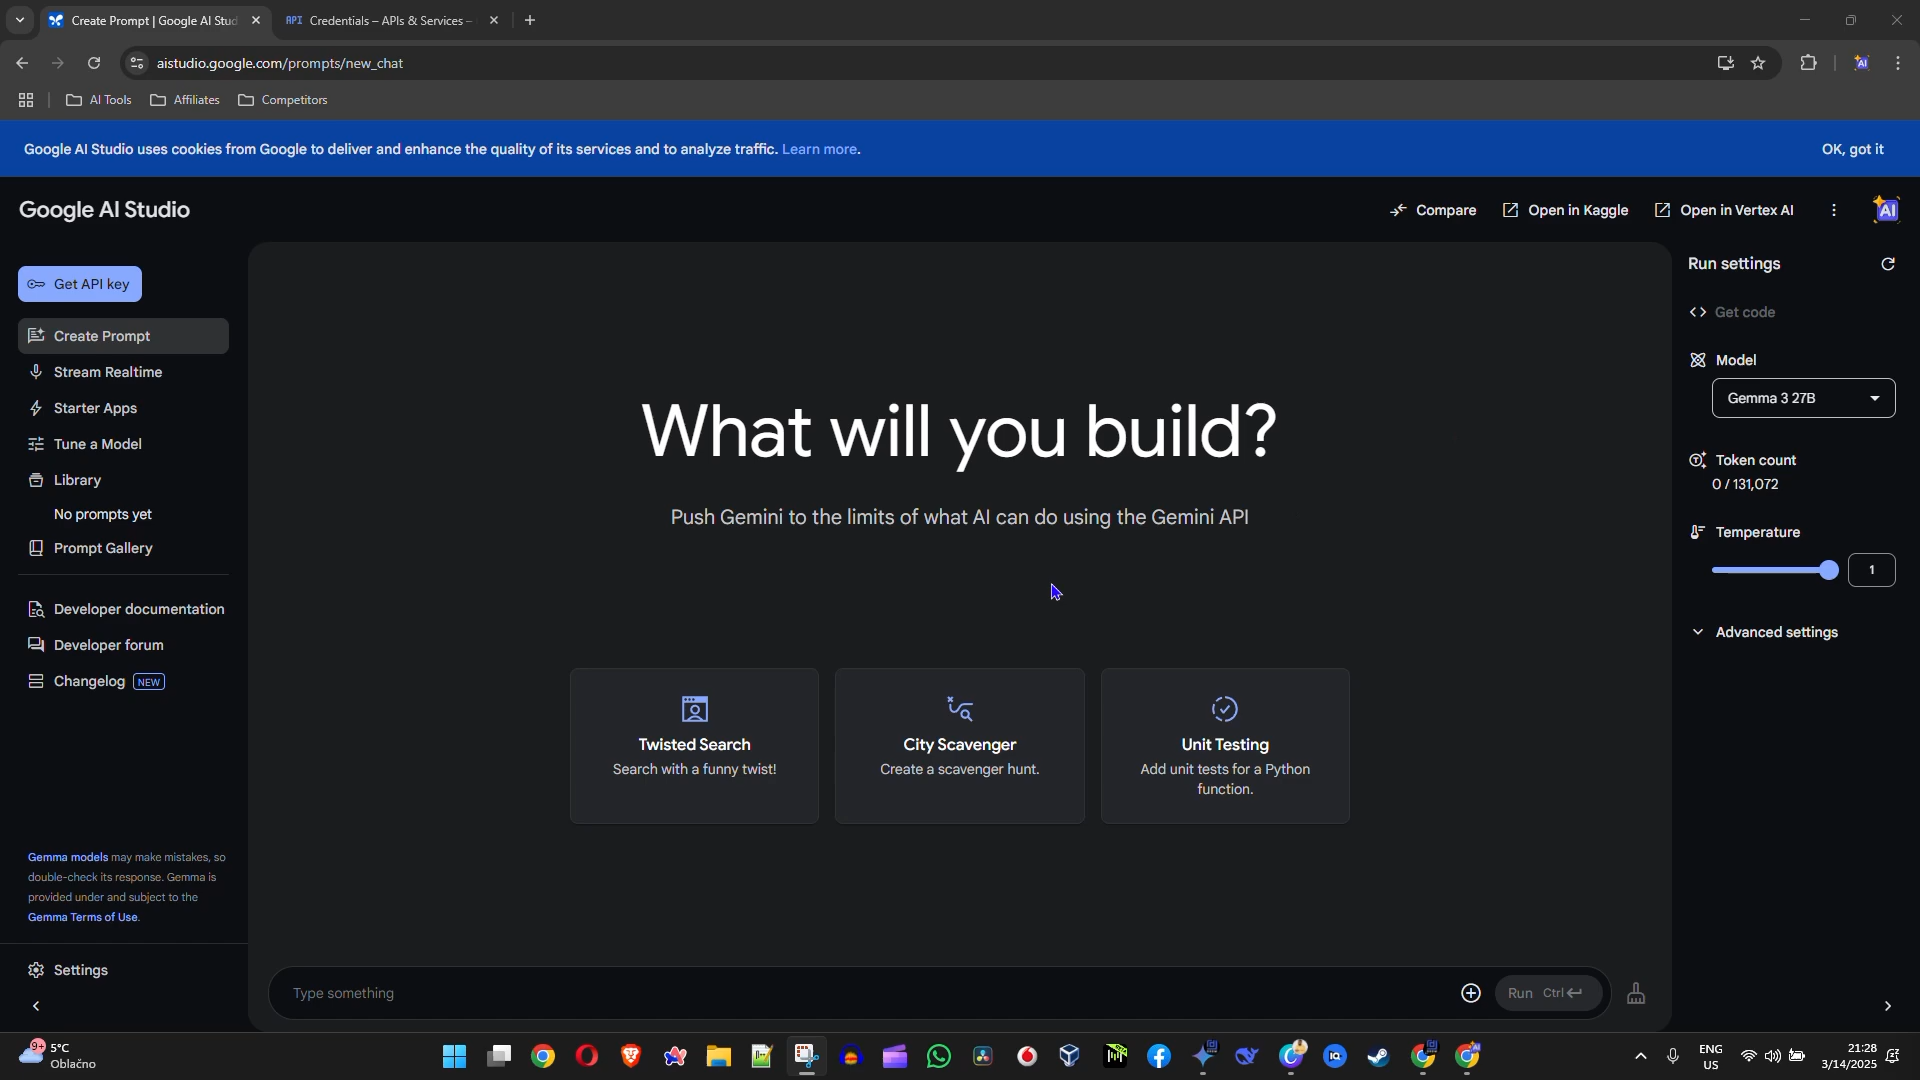 Create Prompt | Google AI Stud
API Credentials – APIs & Services –
aistudio.google.com/prompts/new_chat
AI
AI Tools
Affiliates
Competitors
Google AI Studio uses cookies from Google to deliver and enhance the quality of its services and to analyze traffic. Learn more.
OK, got it
Google AI Studio
Compare
Open in Kaggle
Open in Vertex AI
AI
Get API key
Create Prompt
Stream Realtime
Starter Apps
Tune a Model
Library
No prompts yet
Prompt Gallery
Developer documentation
Developer forum
Changelog NEW
Gemma models may make mistakes, so
double-check its response. Gemma is
provided under and subject to the
Gemma Terms of Use.
Settings
What will you build?
Push Gemini to the limits of what AI can do using the Gemini API
Twisted Search
Search with a funny twist!
City Scavenger
Create a scavenger hunt.
Unit Testing
Add unit tests for a Python
function.
Type something
Run Ctrl
Run settings
Get code
Model
Gemma 3 27B
Token count
0 / 131,072
Temperature
1
Advanced settings
9+
5°C
Oblačno
IQ
ENG
US
21:28
3/14/2025